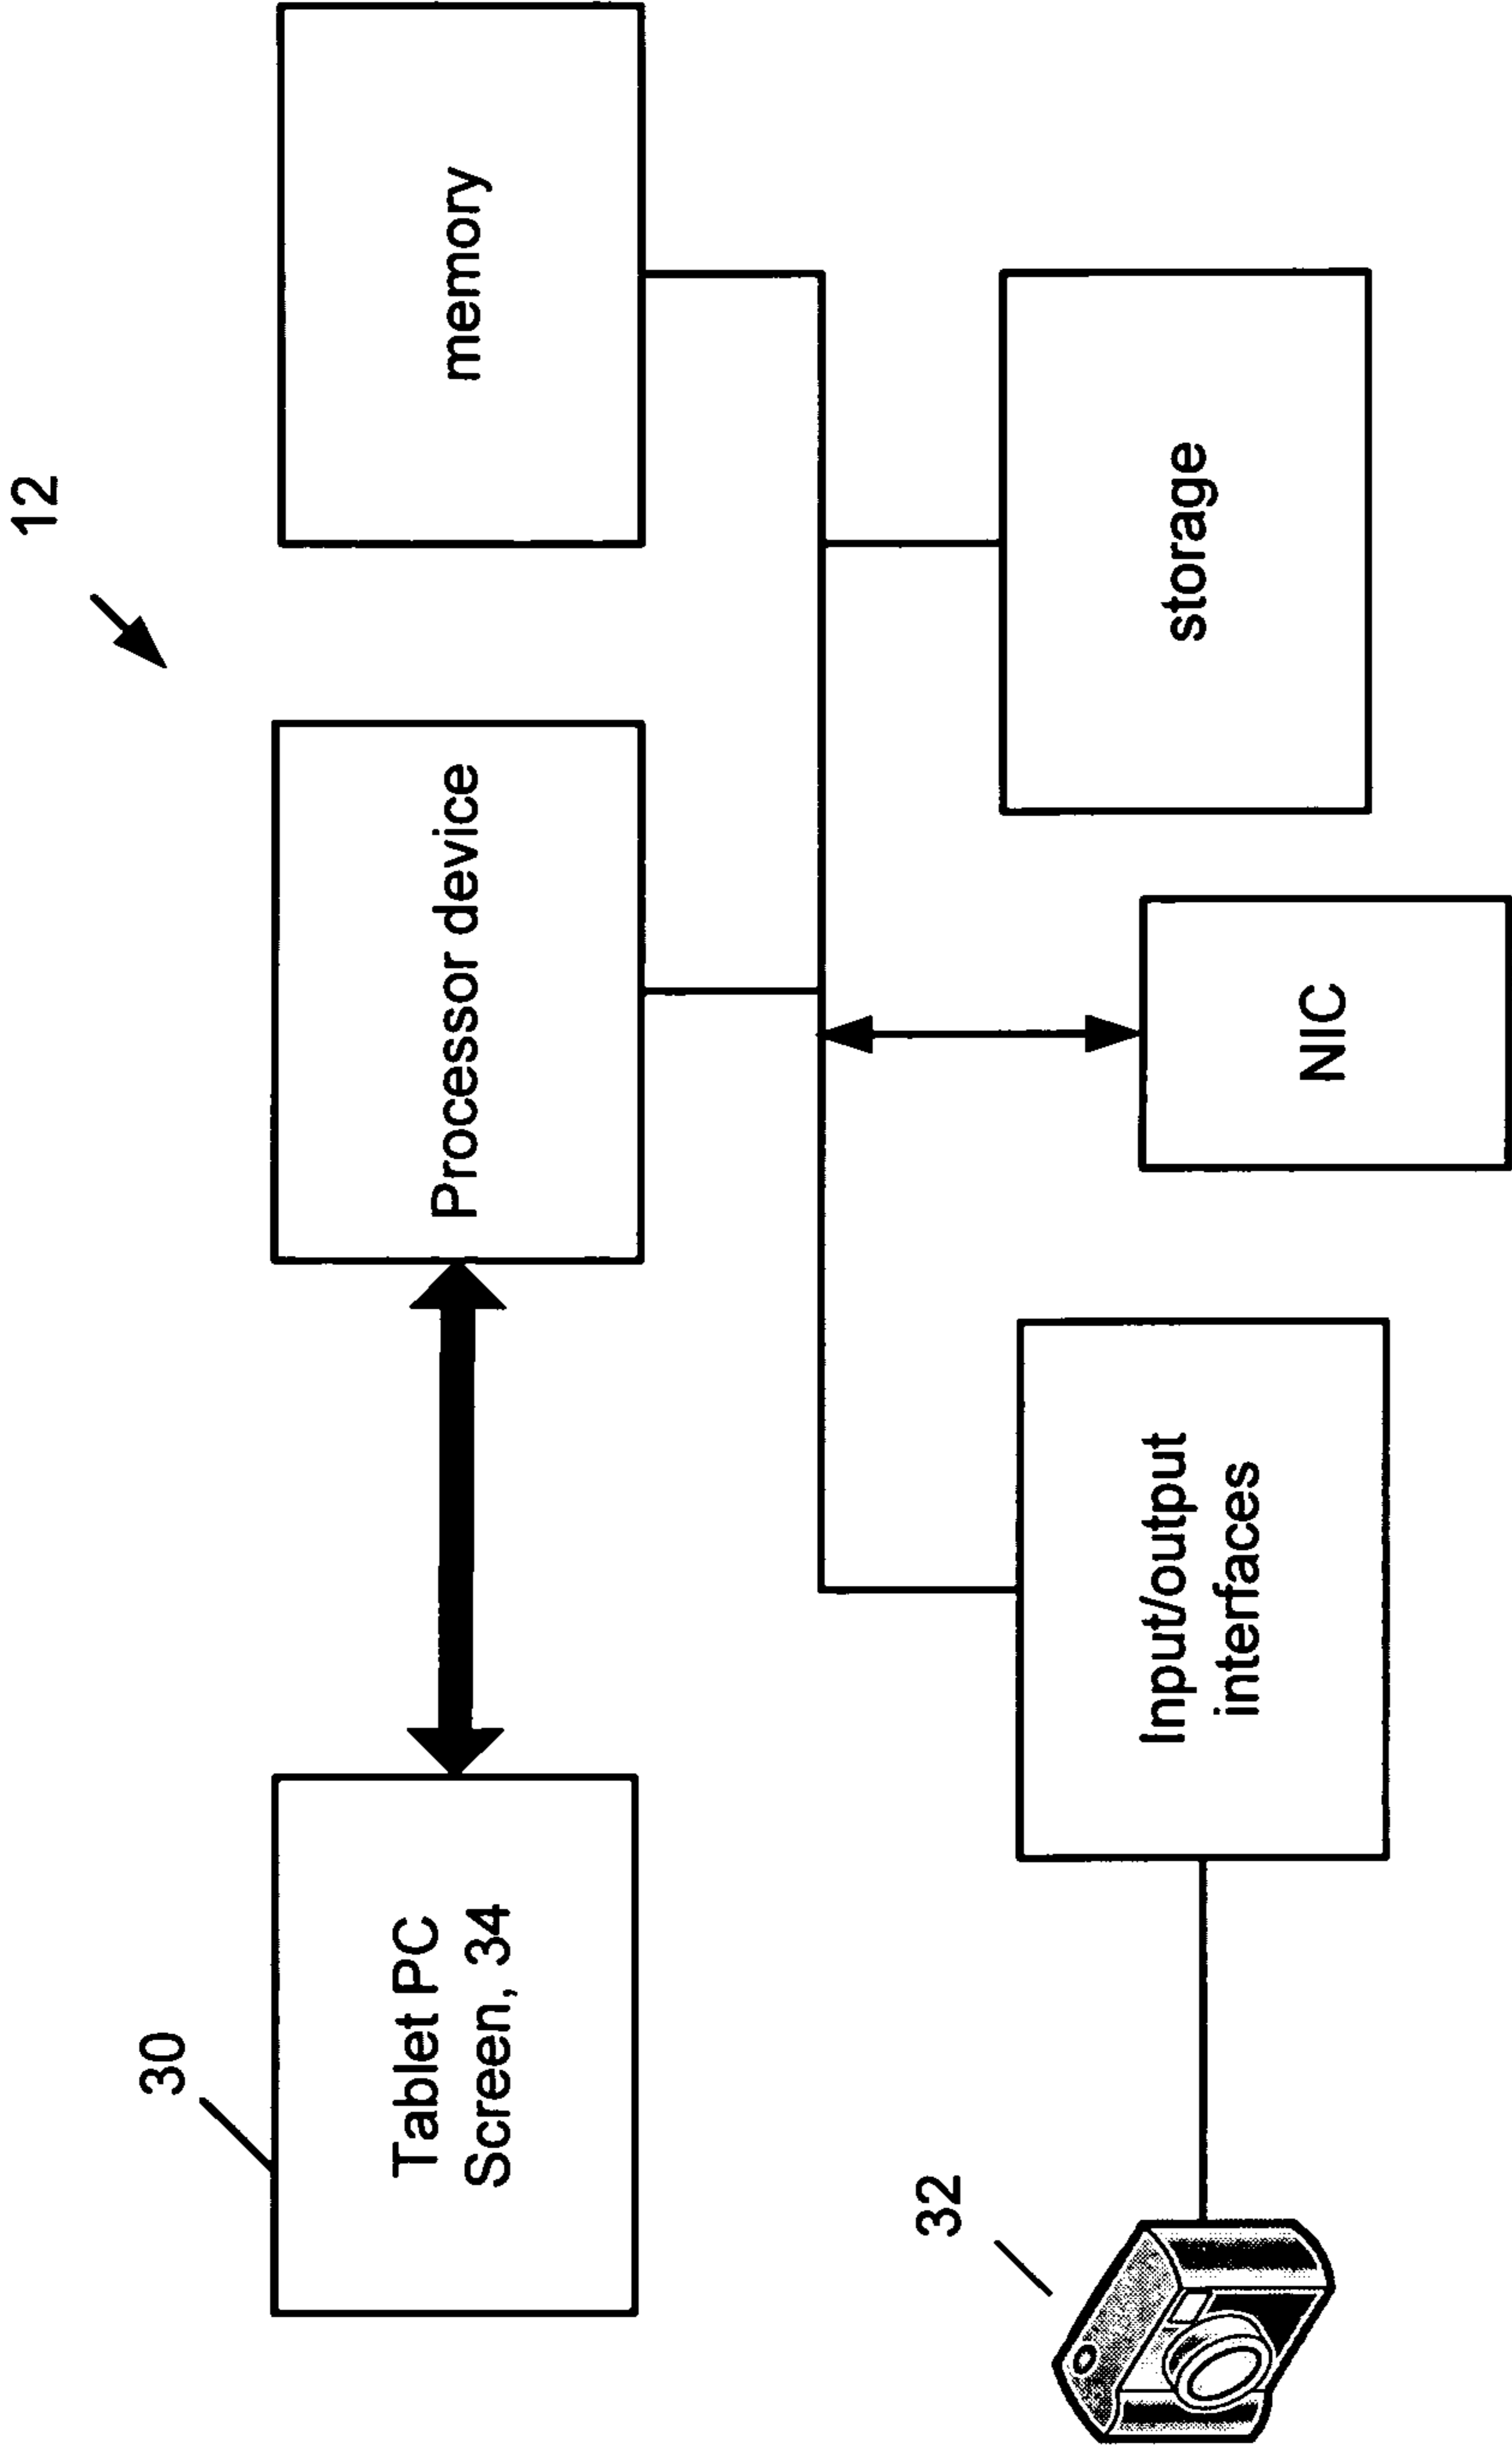 12
30
Tablet PC
Screen, 34
Processor device
memory
32
Input/output
interfaces
NIC
storage